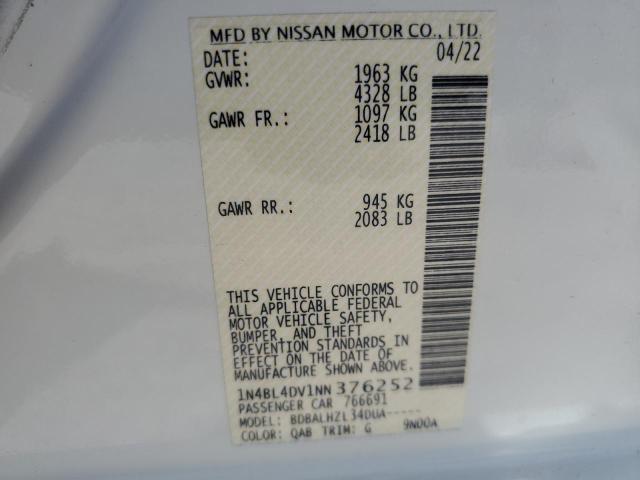 MFD BY NISSAN MOTOR CO., LTD.
DATE: 04/22
GVWR: 1963 KG
4328 LB
GAWR FR.: 1097 KG
2418 LB
GAWR RR.: 945 KG
2083 LB
THIS VEHICLE CONFORMS TO
ALL APPLICABLE FEDERAL
MOTOR VEHICLE SAFETY,
BUMPER, AND THEFT
PREVENTION STANDARDS IN
EFFECT ON THE DATE OF
MANUFACTURE SHOWN ABOVE.
1N4BL4DV1NN376252
PASSENGER CAR 766691
MODEL: BDBALHZL34DUA-----
COLOR: QAB TRIM: G 9N00A